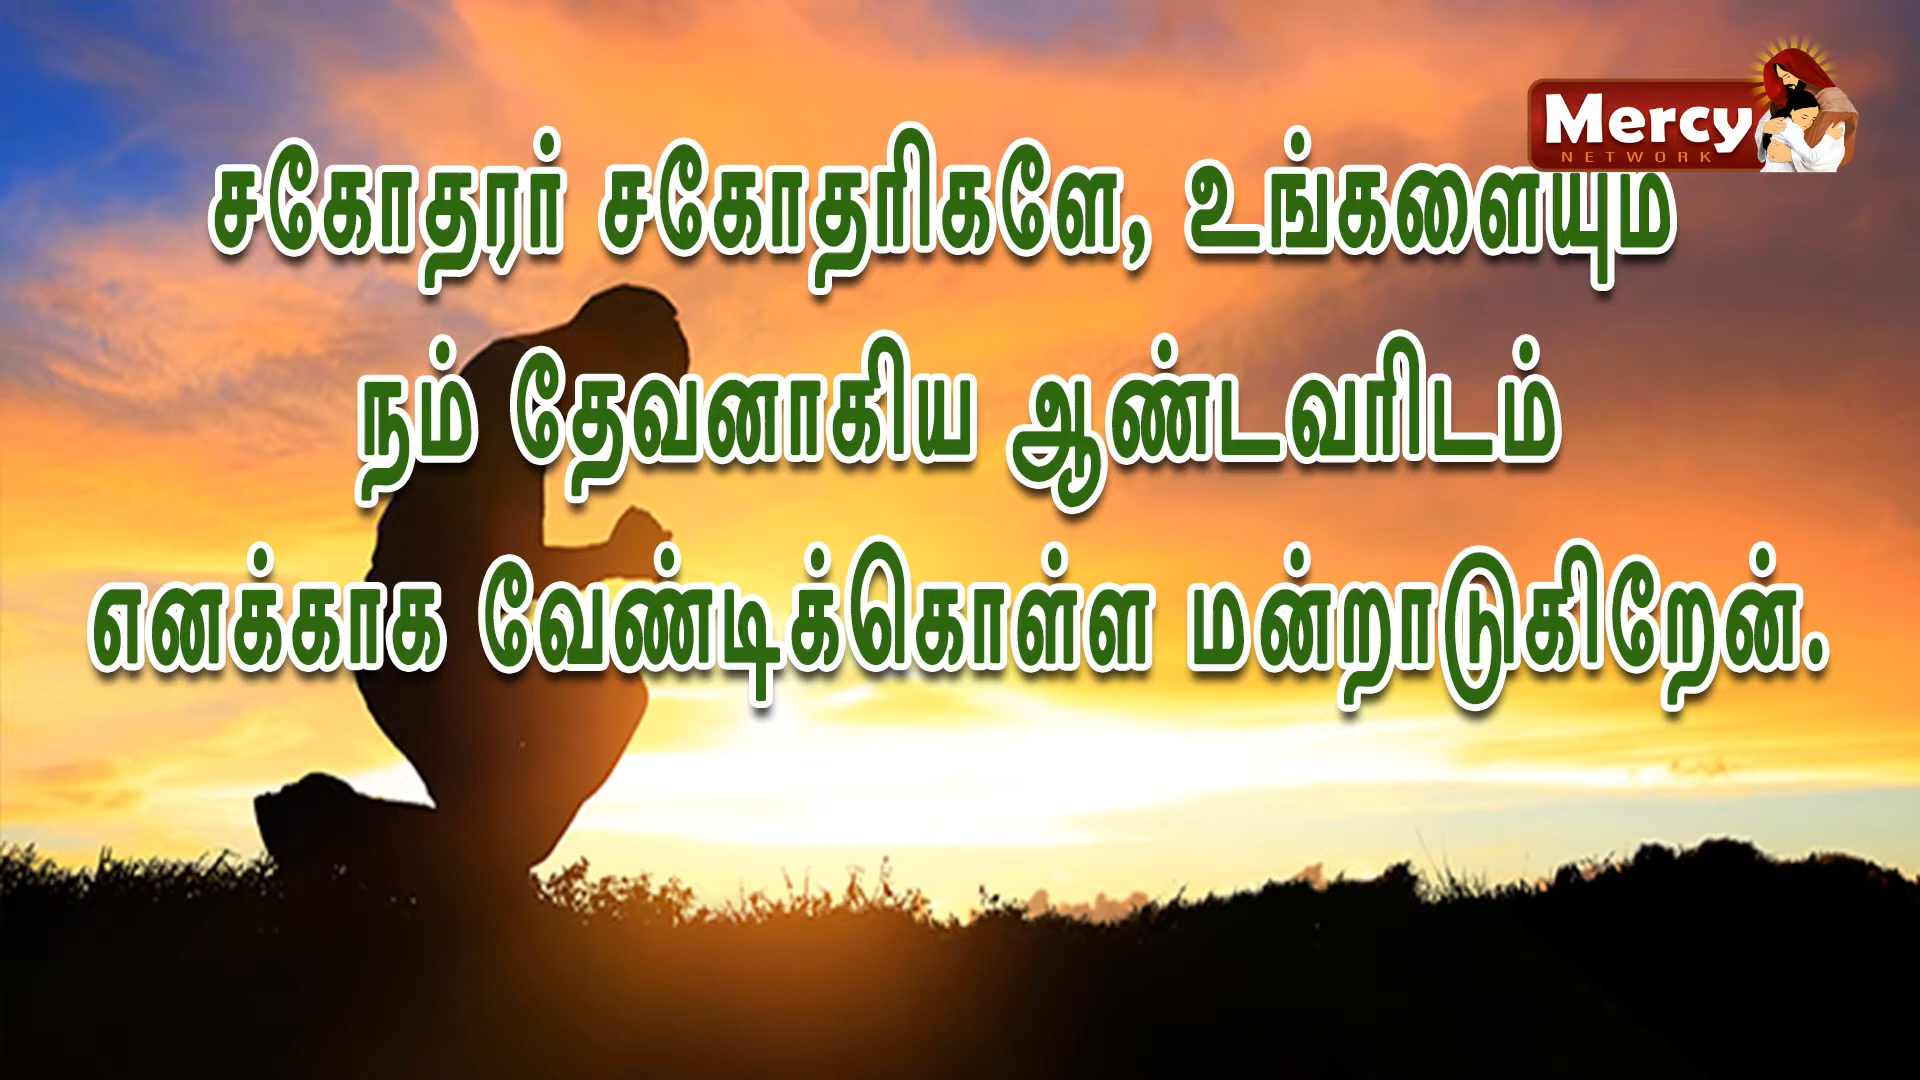 Mercy
NETWORK
சகோதரர் சகோதரிகளே, உங்களையும்
நம் தேவனாகிய ஆண்டவரிடம்
எனக்காக வேண்டிக்கொள்ள மன்றாடுகிறேன்.